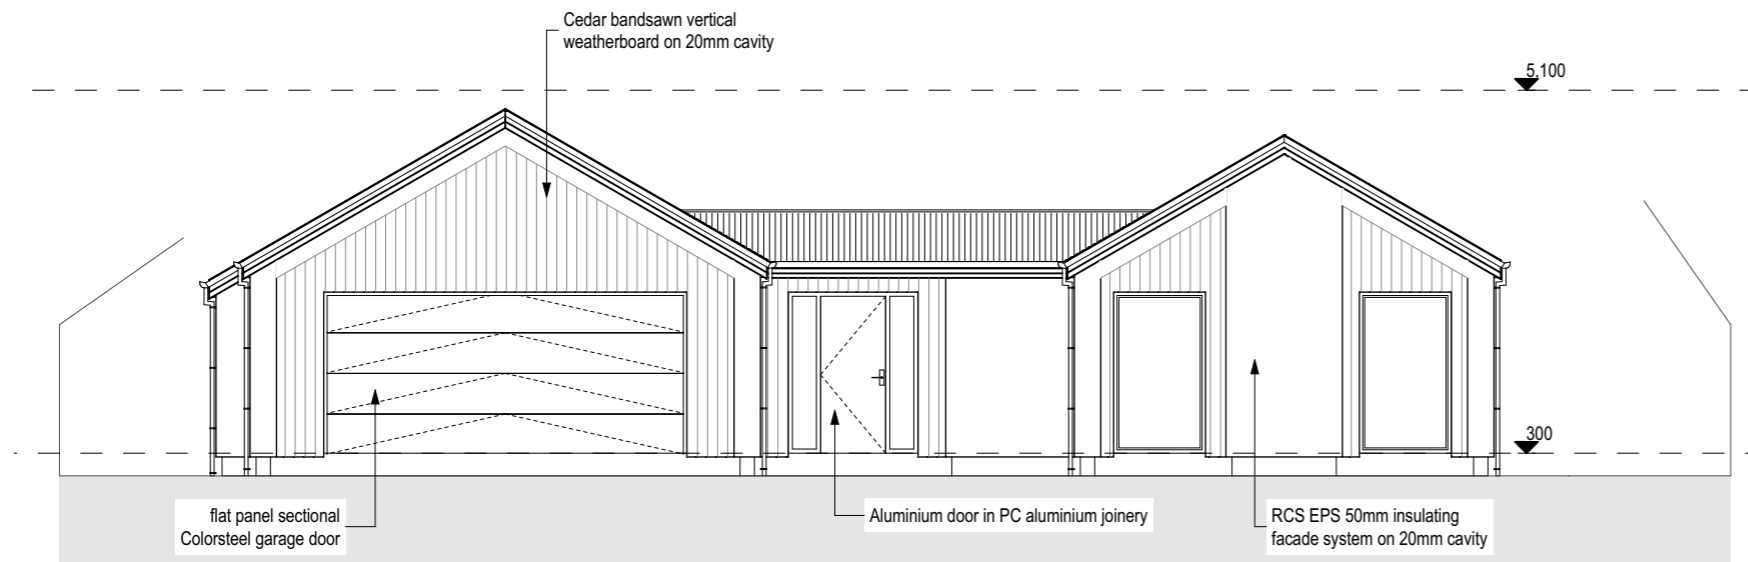 Cedar bandsawn vertical
weatherboard on 20mm cavity
5,100
300
flat panel sectional
Colorsteel garage door
Aluminium door in PC aluminium joinery
RCS EPS 50mm insulating
facade system on 20mm cavity